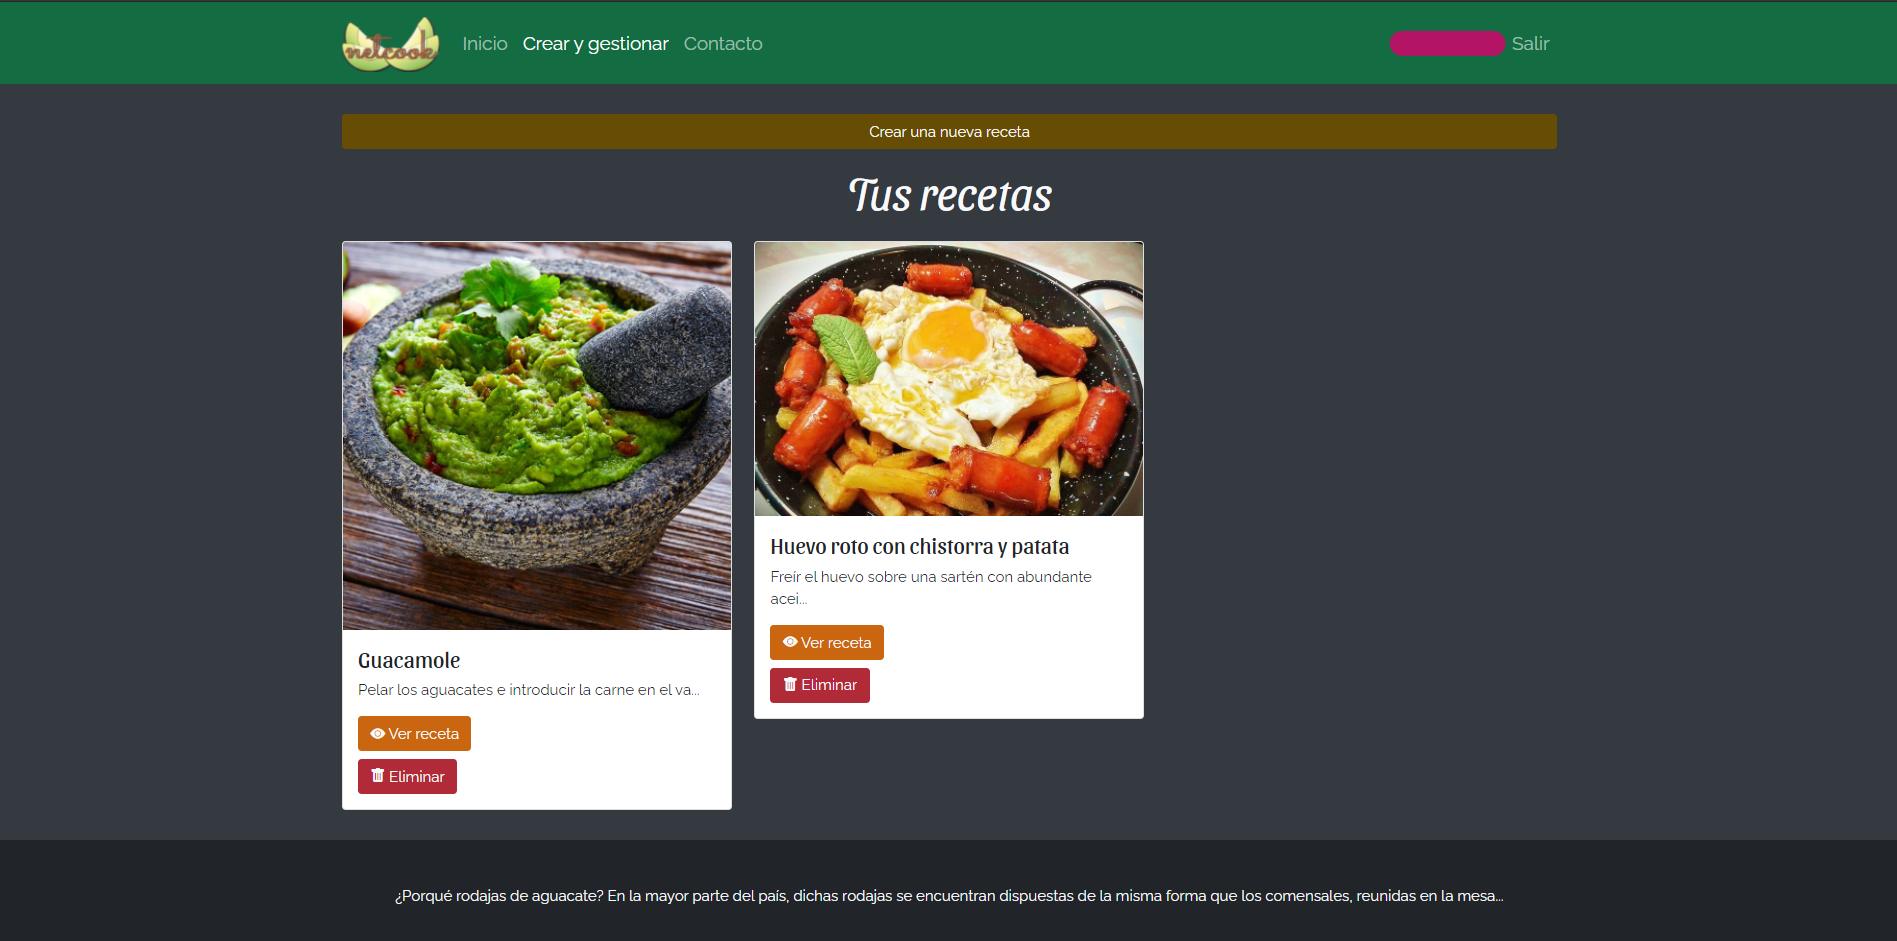 netcook
Inicio Crear y gestionar Contacto
Salir
Crear una nueva receta
Tus recetas
Guacamole
Pelar los aguacates e introducir la carne en el va...
Ver receta
Eliminar
Huevo roto con chistorra y patata
Freír el huevo sobre una sartén con abundante
acei...
Ver receta
Eliminar
¿Porqué rodajas de aguacate? En la mayor parte del país, dichas rodajas se encuentran dispuestas de la misma forma que los comensales, reunidas en la mesa...